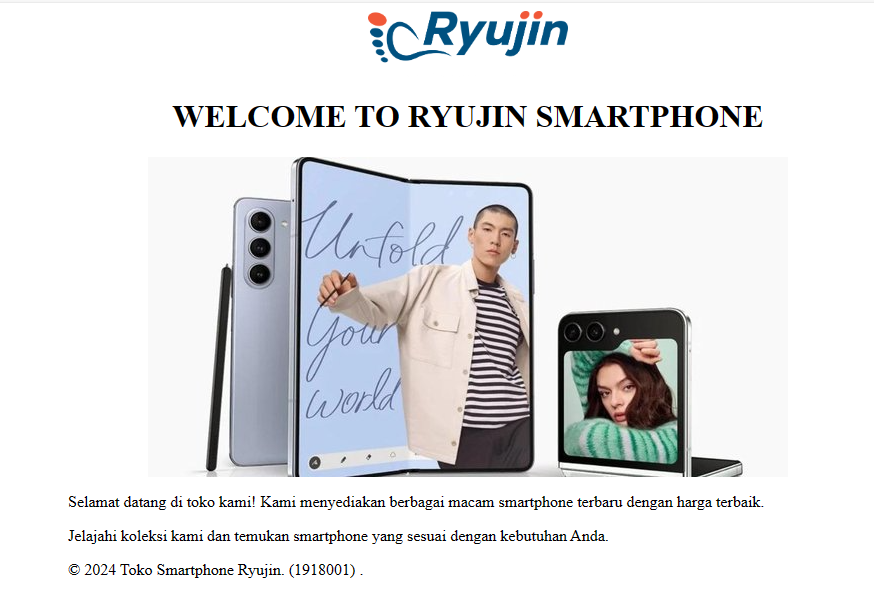 Ryujin
WELCOME TO RYUJIN SMARTPHONE
Unfold
Your
world
Selamat datang di toko kami! Kami menyediakan berbagai macam smartphone terbaru dengan harga terbaik.
Jelajahi koleksi kami dan temukan smartphone yang sesuai dengan kebutuhan Anda.
© 2024 Toko Smartphone Ryujin. (1918001) .